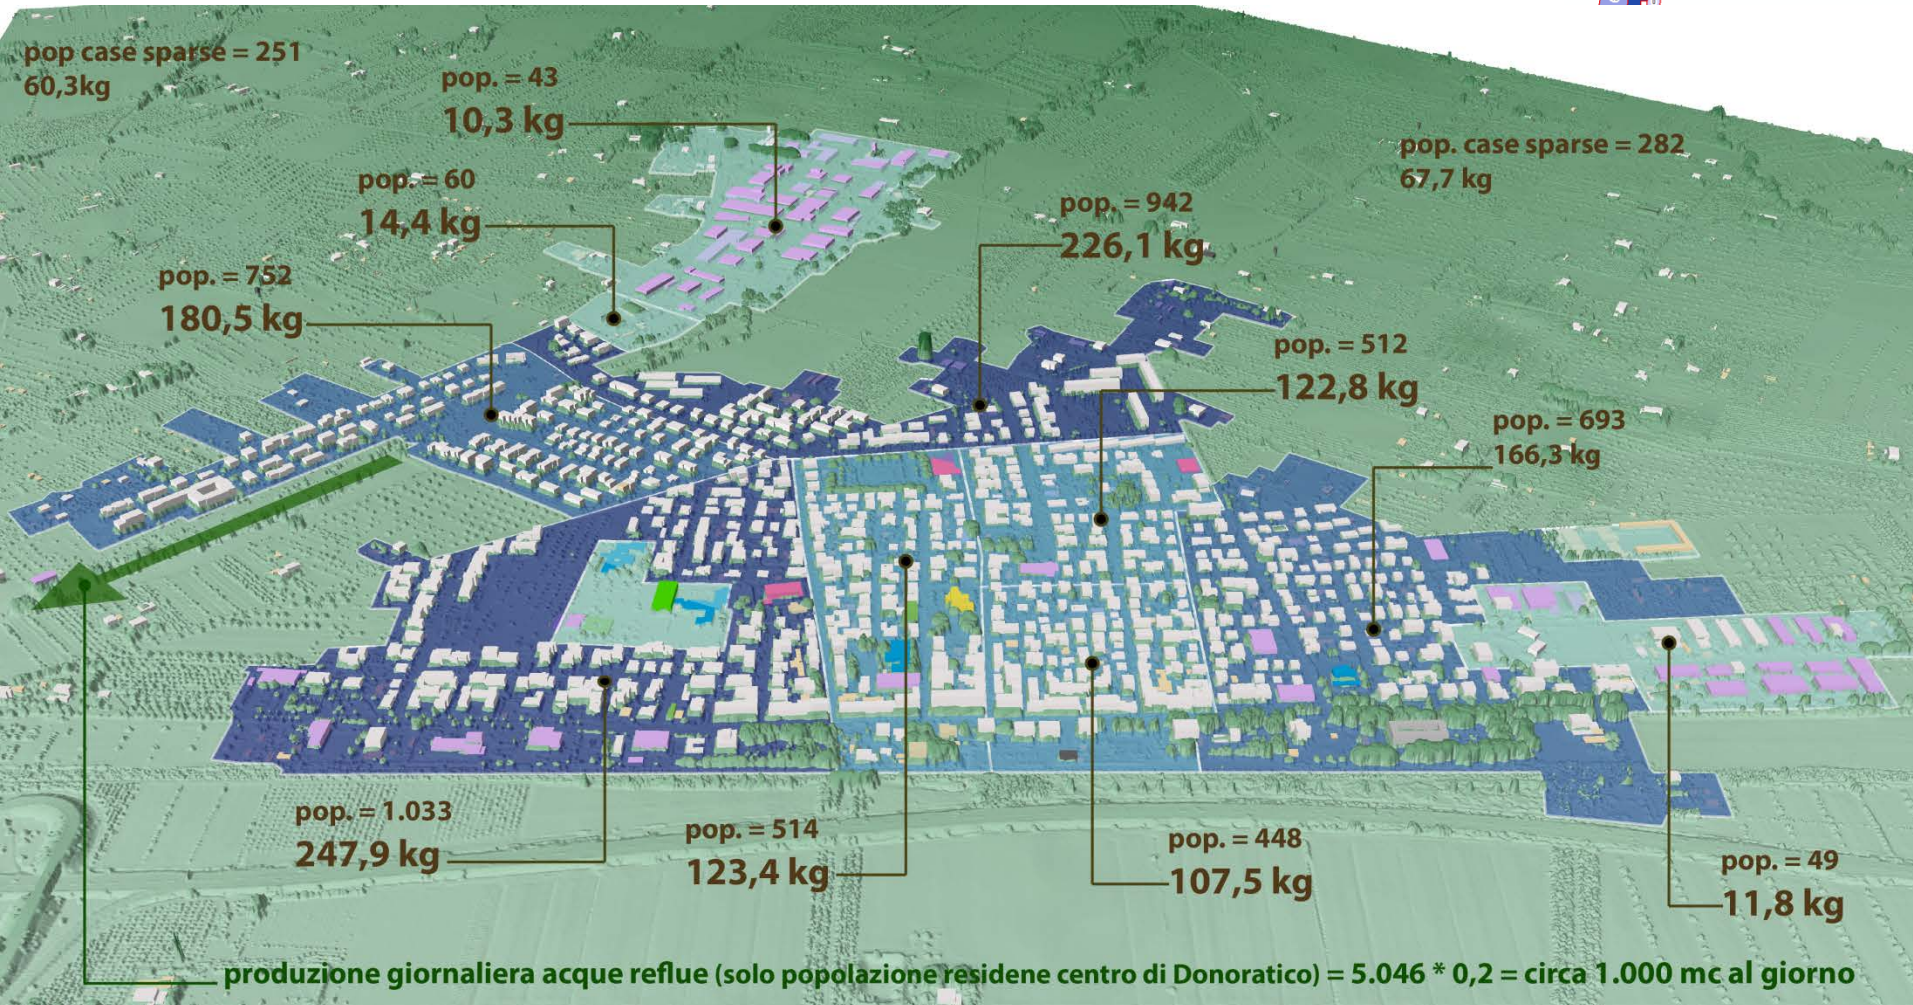 pop case sparse = 251
60,3kg
pop. = 43
10,3 kg
pop. case sparse = 282
67,7 kg
pop. = 60
14,4 kg
pop. = 942
226,1 kg
pop. = 752
180,5 kg
pop. = 512
122,8 kg
pop. = 693
166,3 kg
pop. = 1.033
247,9 kg
pop. = 514
123,4 kg
pop. = 448
107,5 kg
pop. = 49
11,8 kg
produzione giornaliera acque reflue (solo popolazione residene centro di Donoratico) = 5.046 * 0,2 = circa 1.000 mc al giorno